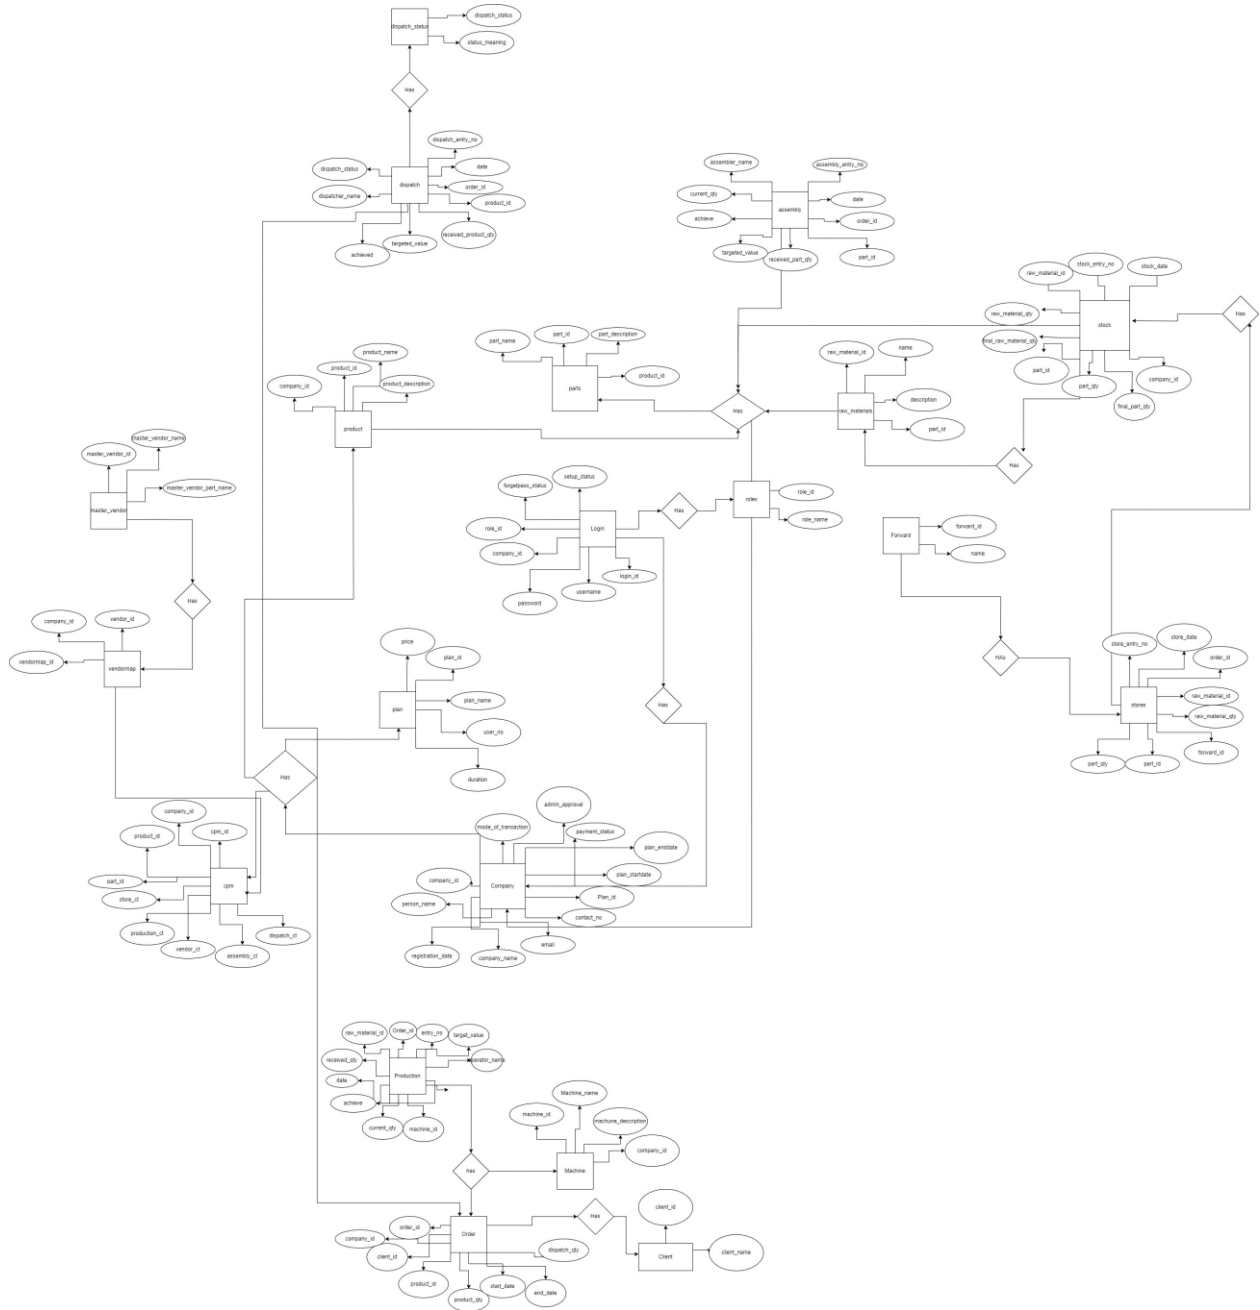 dispatch_status
dispatch_status
status_meaning
Has
dispatch_entry_no
dispatch_status
date
dispatch
order_id
dispatcher_name
product_id
received_product_qty
targeted_value
achieved
assembler_name
assembly_entry_no
current_qty
date
assembly
achieve
order_id
targeted_value
received_part_qty
part_id
stock_entry_no
stock_date
raw_material_id
raw_material_qty
Has
stock
final_raw_material_qty
part_id
part_qty
company_id
final_part_qty
part_name
part_id
part_description
parts
product_id
raw_material_id
name
raw_materials
description
part_id
Has
Has
product_name
product_id
product_description
company_id
product
master_vendor_name
master_vendor_id
master_vendor_part_name
master_vendor
Has
setup_status
forgetpass_status
role_id
Login
company_id
login_id
password
username
Has
roles
role_id
role_name
Forward
forward_id
name
HAs
store_entry_no
store_date
order_id
raw_material_id
stores
raw_material_qty
forward_id
part_qty
part_id
company_id
vendor_id
vendormap_id
vendormap
price
plan_id
plan_name
plan
user_no
duration
Has
Has
company_id
product_id
cpm_id
part_id
cpm
store_ct
production_ct
dispatch_ct
vendor_ct
assembly_ct
admin_approval
mode_of_transaction
payment_status
plan_enddate
company_id
Company
plan_startdate
person_name
Plan_id
contact_no
email
registration_date
company_name
raw_material_id
Order_id
entry_no
target_value
received_qty
operator_name
Production
date
achieve
current_qty
machine_id
Machine_name
machine_id
machune_description
company_id
has
Machine
order_id
Order
company_id
client_id
dispatch_qty
product_id
start_date
end_date
product_qty
Has
client_id
Client
client_name